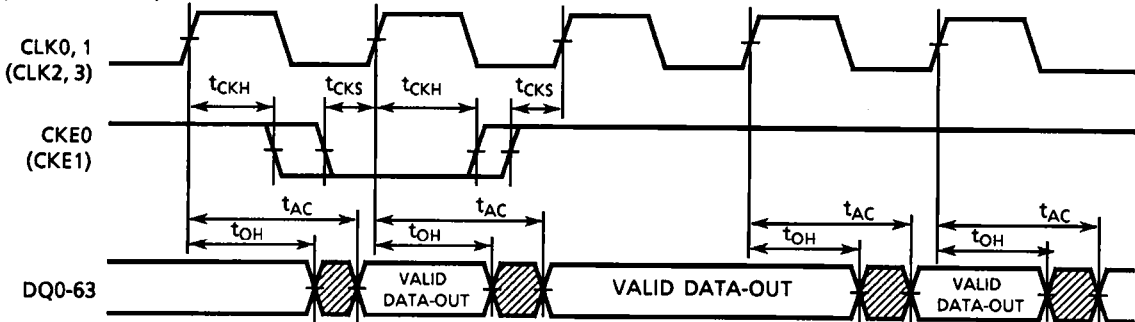 CLK0, 1
(CLK2, 3)
tCKH
tCKS
tCKH
tCKS
CKE0
(CKE1)
tAC
tAC
tAC
tAC
tOH
tOH
tOH
tOH
DQ0-63
VALID
DATA-OUT
VALID DATA-OUT
VALID
DATA-OUT